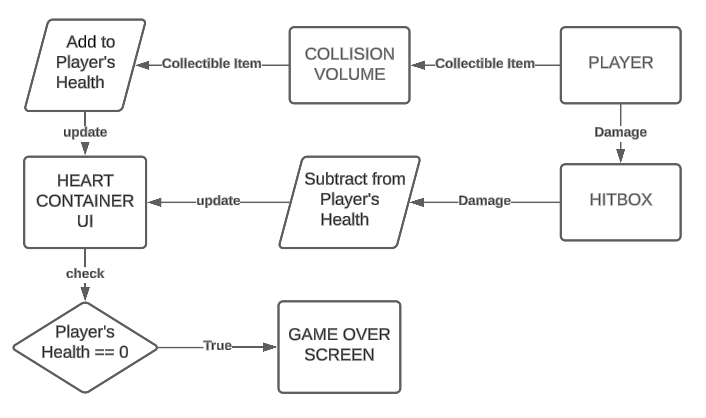 Add to
Player's
Health
Collectible Item
COLLISION
VOLUME
Collectible Item
PLAYER
update
Damage
HEART
CONTAINER
UI
update
Subtract from
Player's
Health
Damage
HITBOX
check
Player's
Health == 0
True
GAME OVER
SCREEN